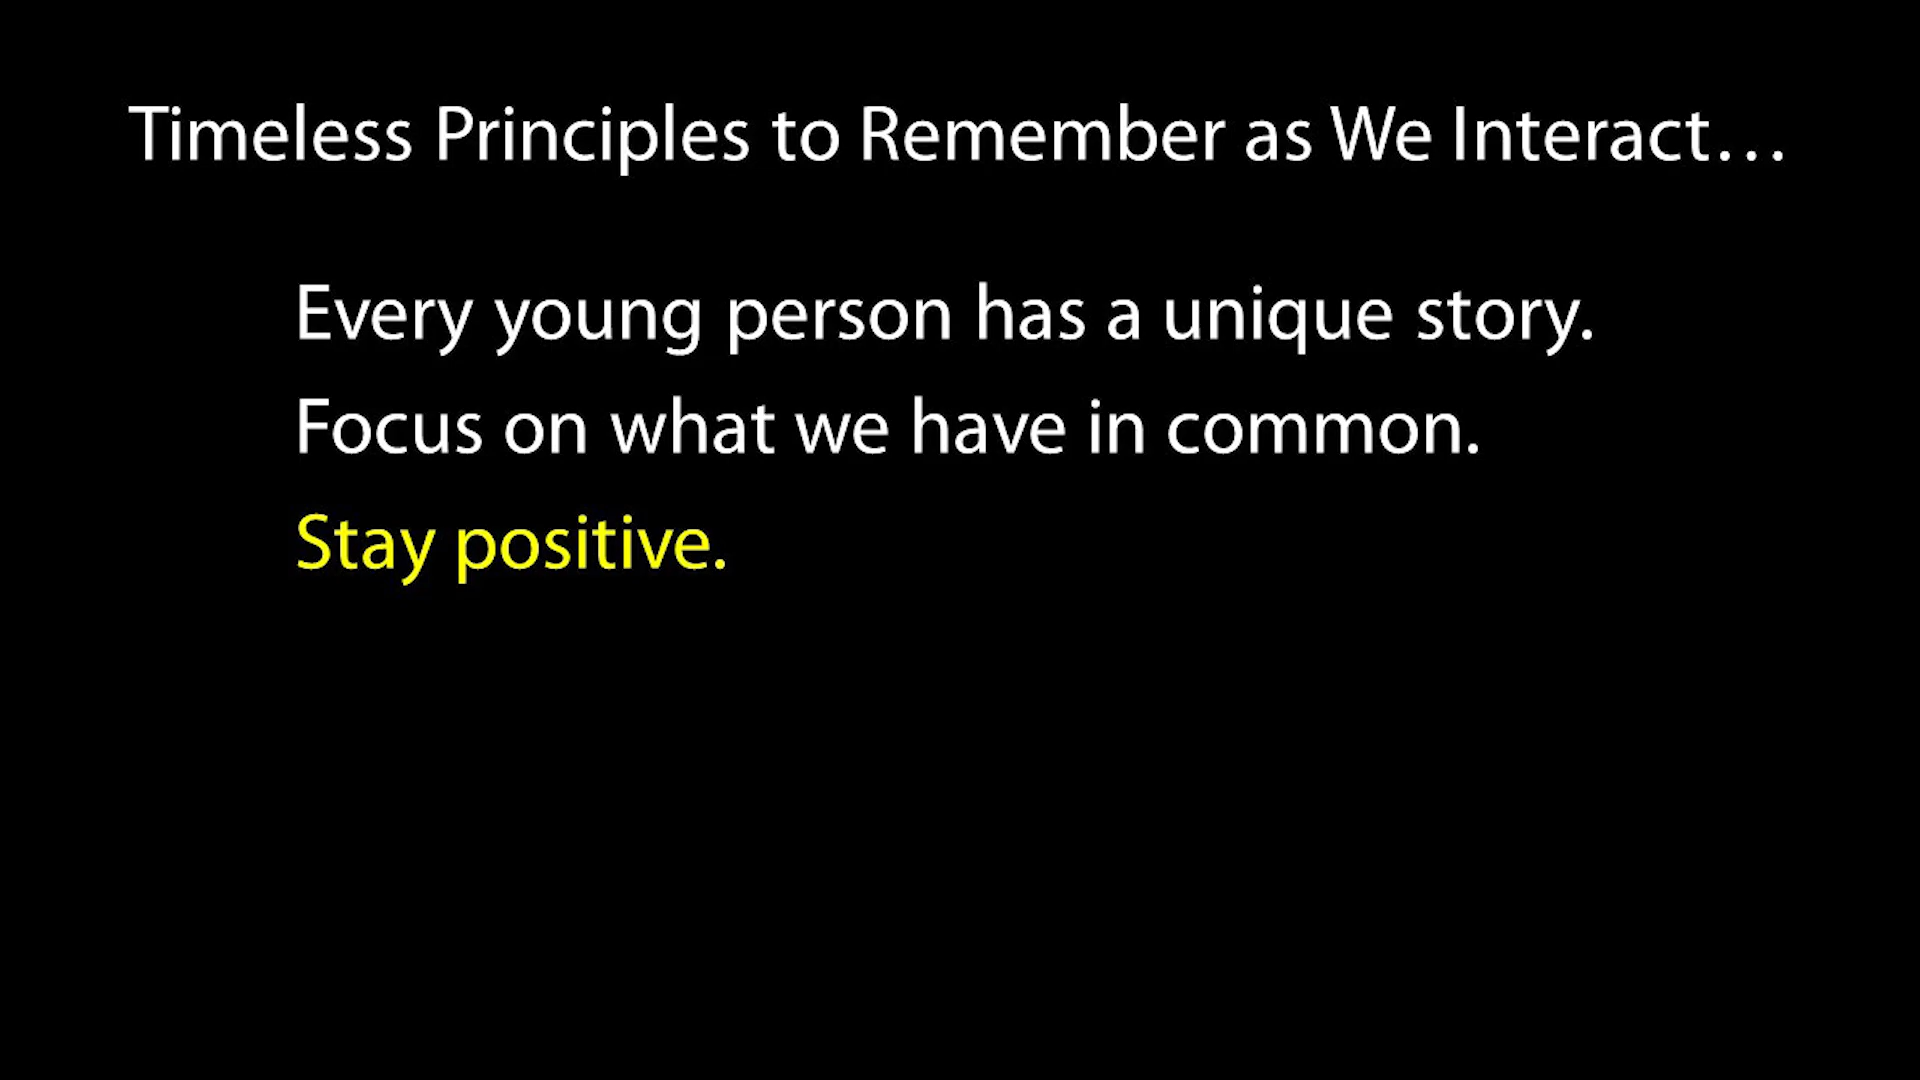 Timeless Principles to Remember as We Interact…
Every young person has a unique story.
Focus on what we have in common.
Stay positive.